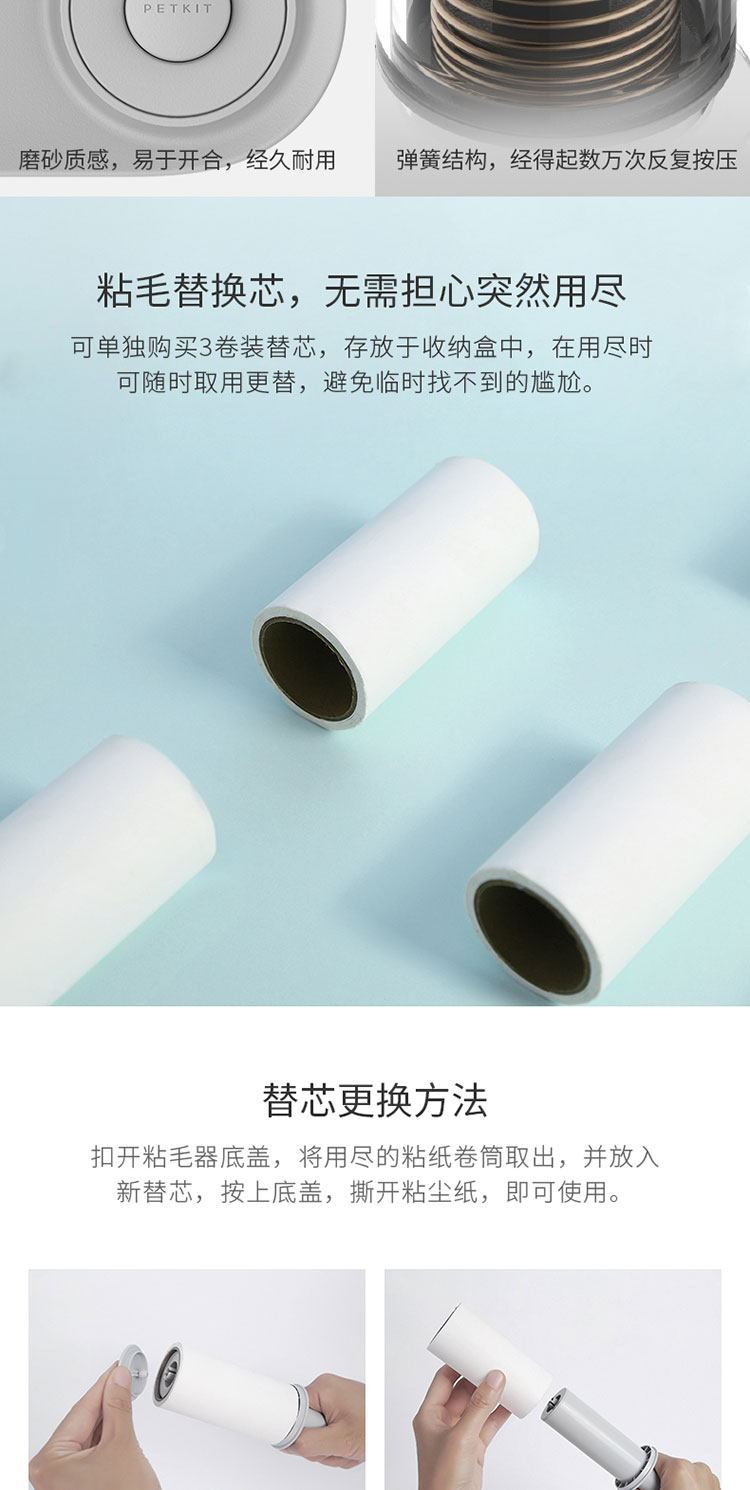 PETKIT
磨砂质感，易于开合，经久耐用
弹簧结构，经得起数万次反复按压
粘毛替换芯，无需担心突然用尽
可单独购买3卷装替芯，存放于收纳盒中，在用尽时
可随时取用更替，避免临时找不到的尴尬。
替芯更换方法
扣开粘毛器底盖，将用尽的粘纸卷筒取出，并放入
新替芯，按上底盖，撕开粘尘纸，即可使用。